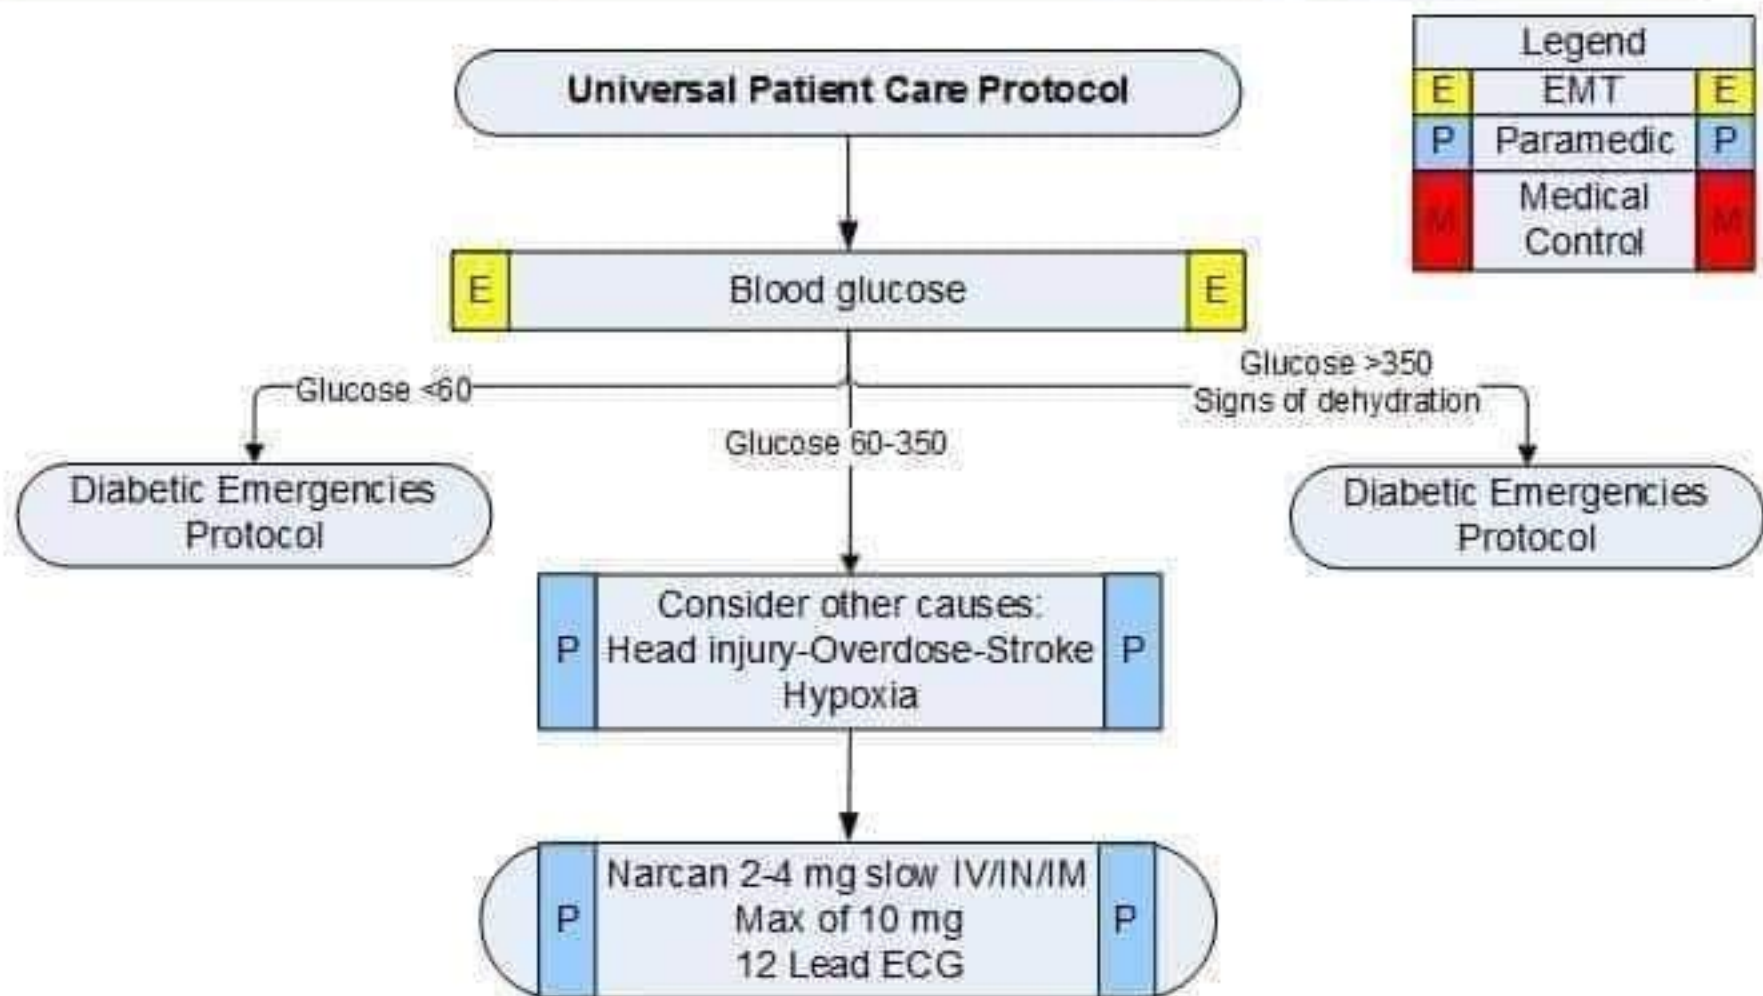 Universal Patient Care Protocol
Legend
E EMT E
P Paramedic P
M Medical Control M
E Blood glucose E
Glucose <60
Glucose 60-350
Glucose >350
Signs of dehydration
Diabetic Emergencies
Protocol
Diabetic Emergencies
Protocol
Consider other causes:
P Head injury-Overdose-Stroke P
Hypoxia
Narcan 2-4 mg slow IV/IN/IM
P Max of 10 mg P
12 Lead ECG